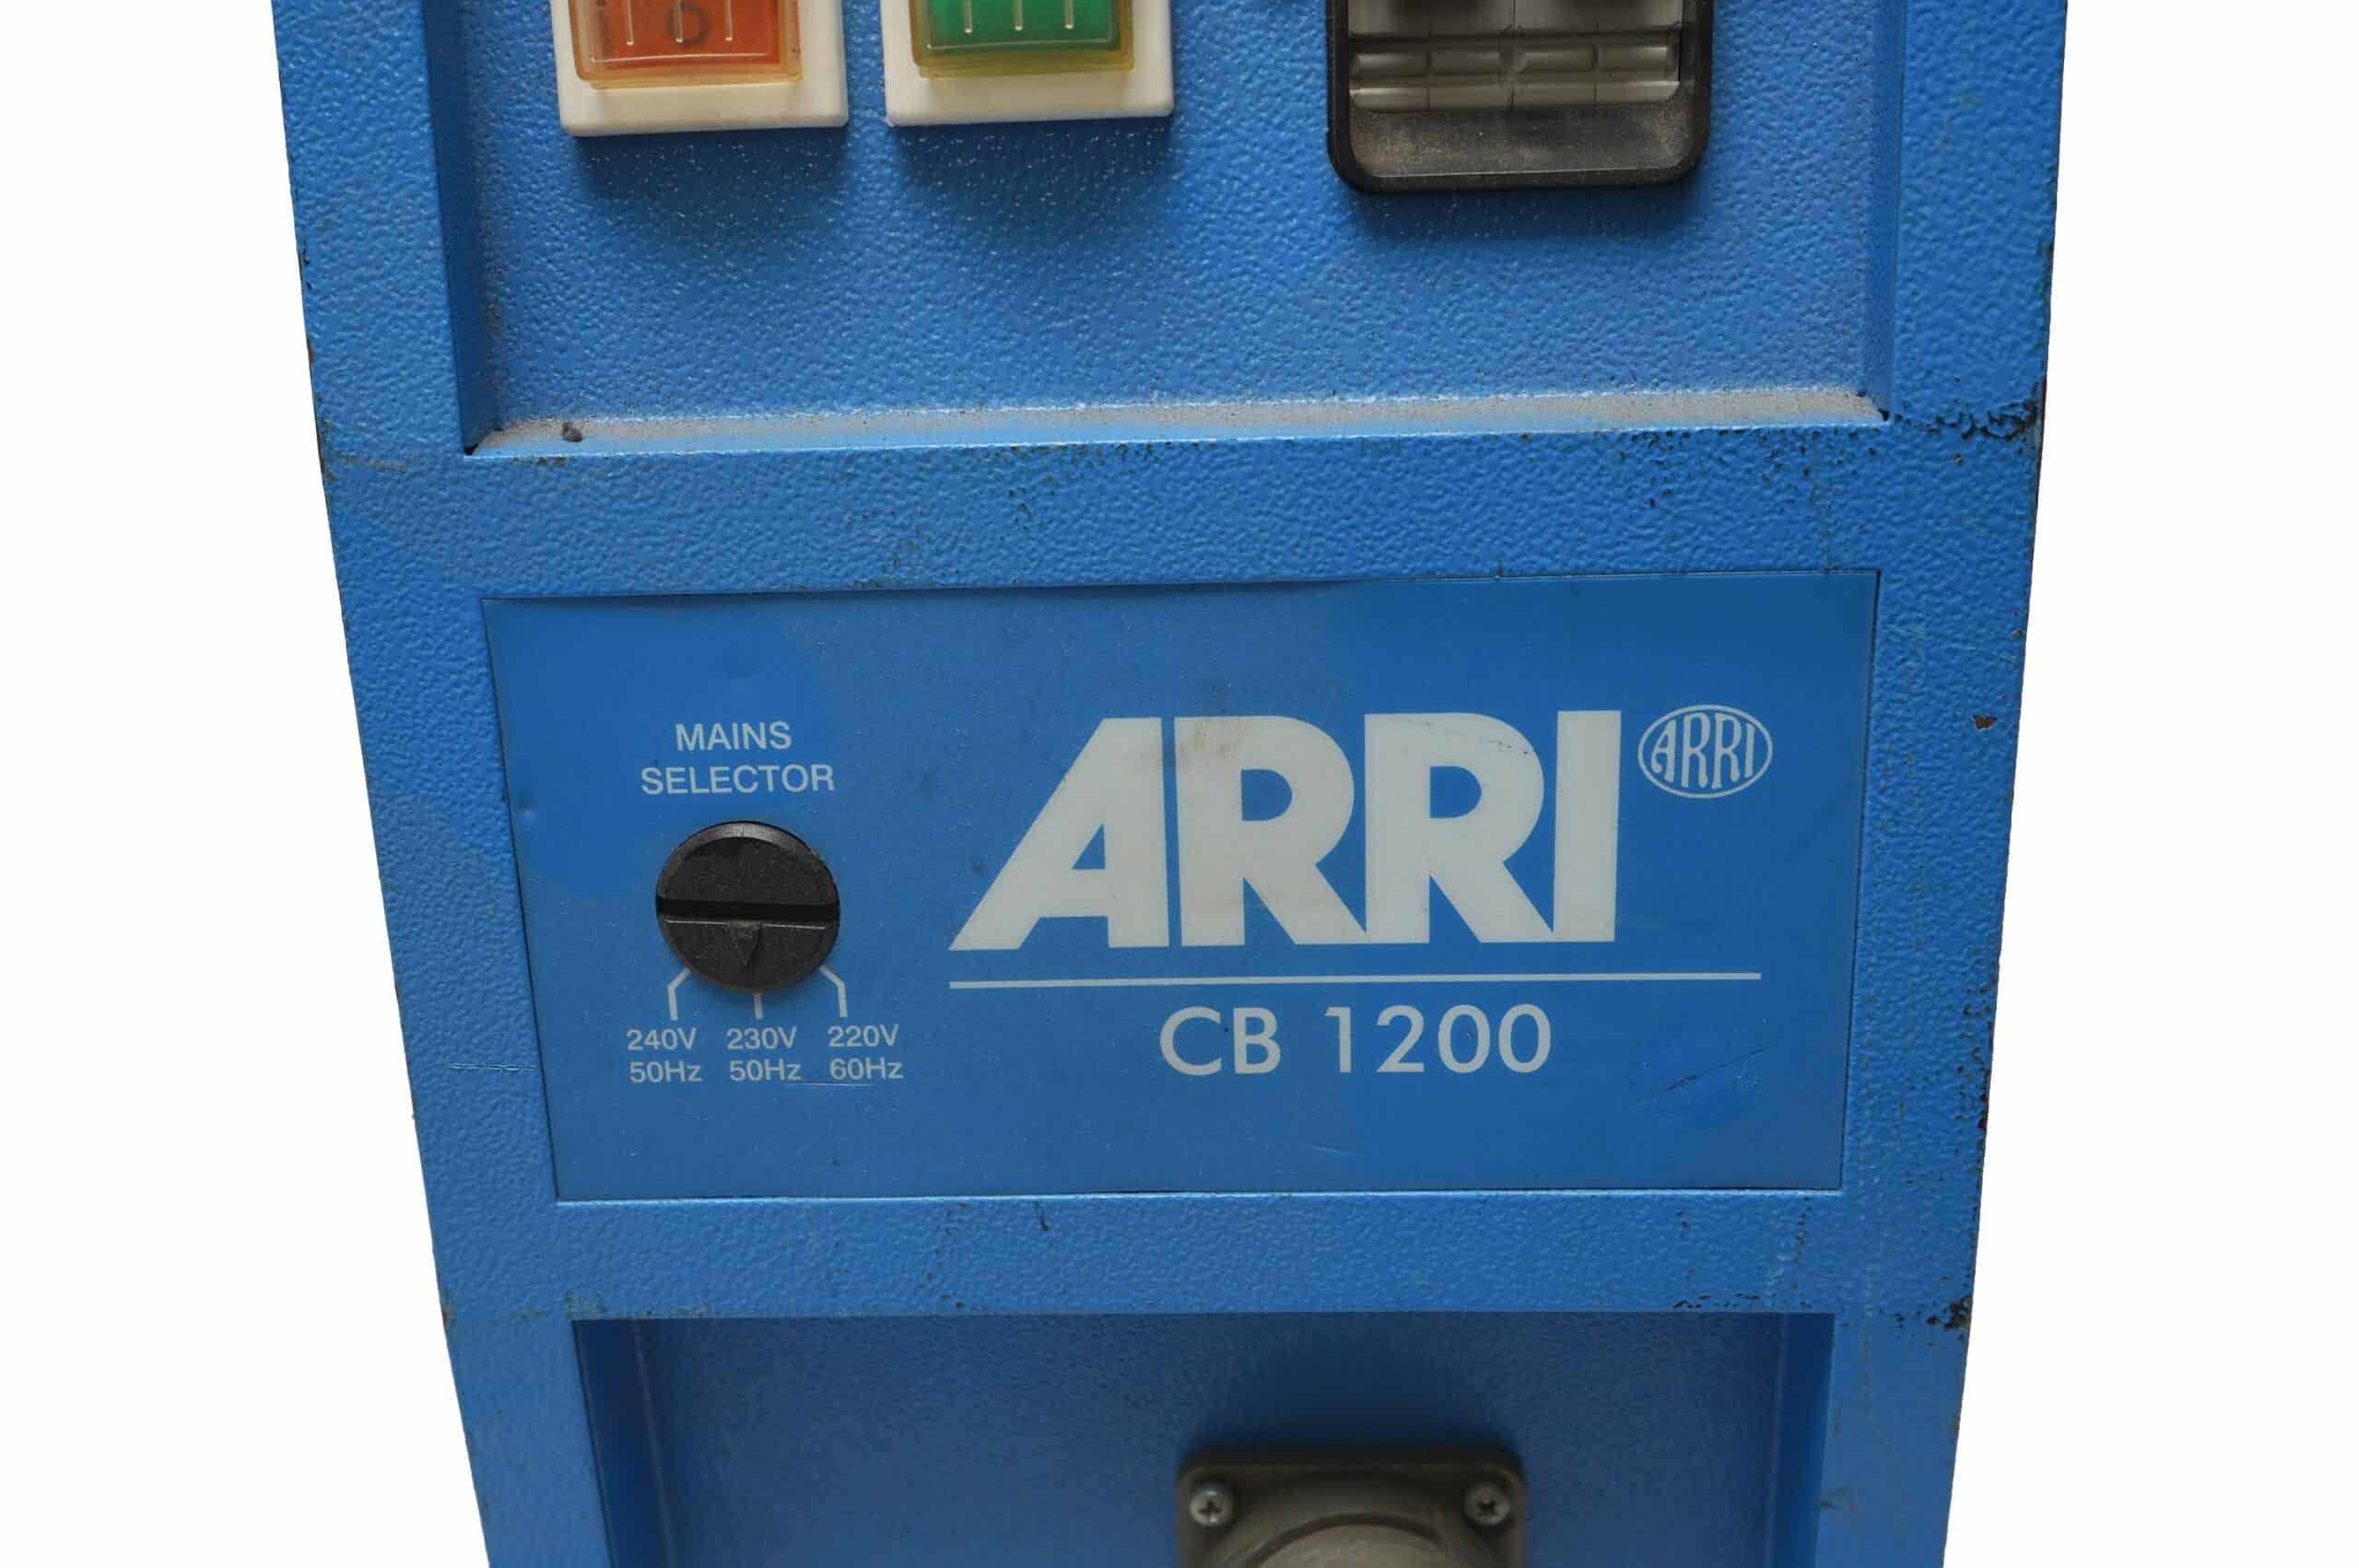 O
MAINS
SELECTOR
ARRI ARRI
240V 230V 220V
50Hz 50Hz 60Hz
CB 1200